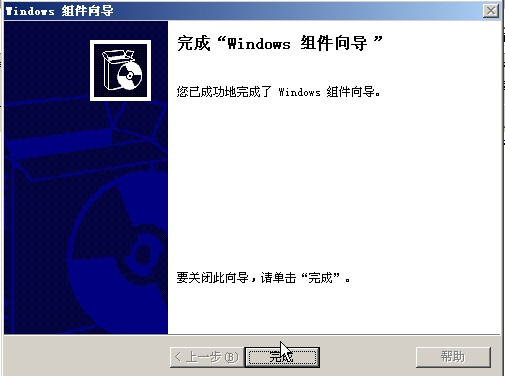 Windows 组件向导
完成“Windows 组件向导 ”
您已成功地完成了 Windows 组件向导。
要关闭此向导，请单击“完成”。
< 上一步(B)
完成
帮助